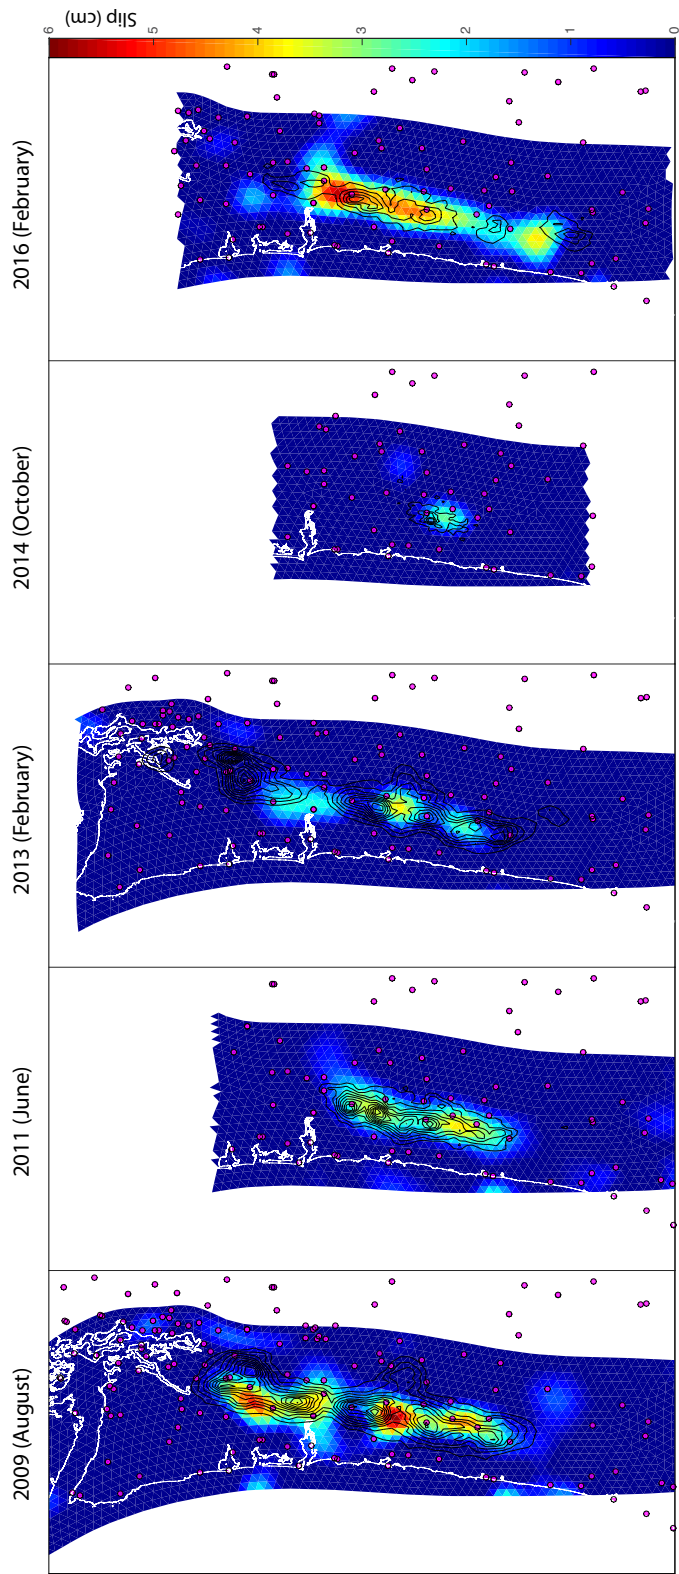 6
5
4
3
2
1
0
Slip (cm)
2016 (February)
2014 (October)
2013 (February)
2011 (June)
2009 (August)